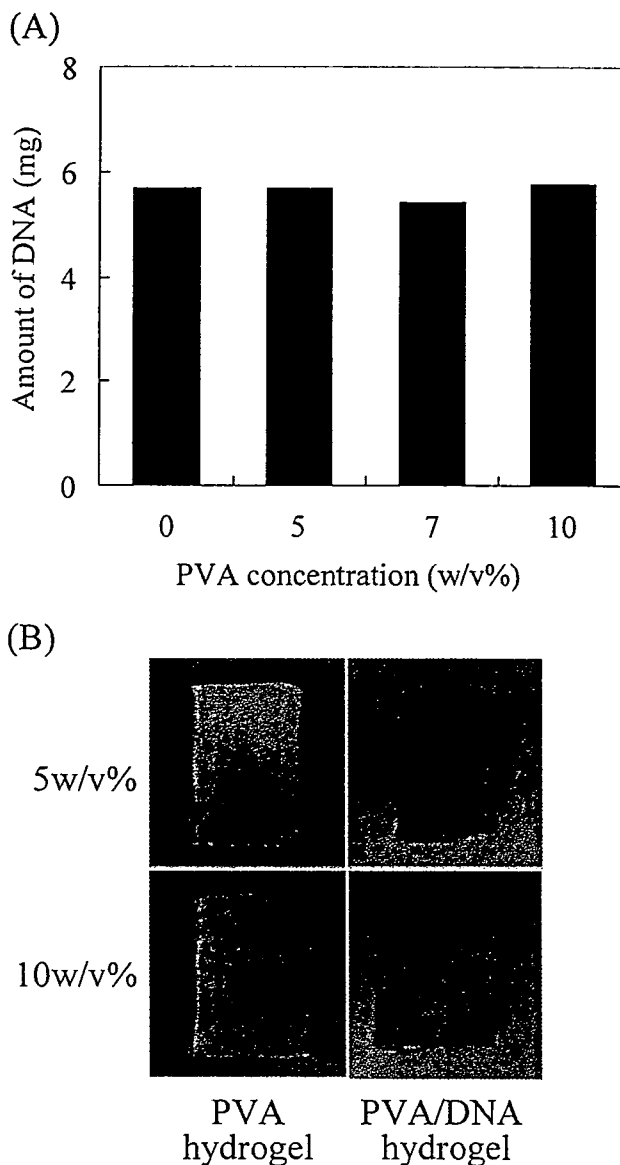 (A)
8
6
4
2
0
Amount of DNA (mg)
0 5 7 10
PVA concentration (w/v%)
(B)
5w/v%
10w/v%
PVA PVA/DNA
hydrogel hydrogel